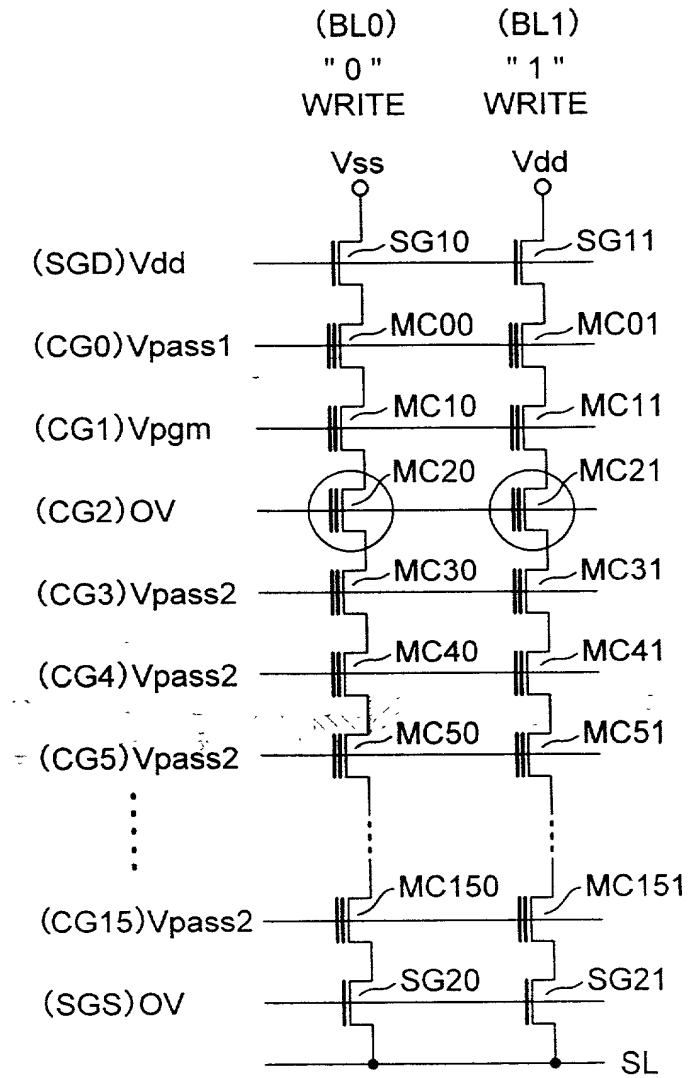 (BL0) (BL1)
"0" "1"
WRITE WRITE
Vss Vdd
(SGD)Vdd SG10 SG11
(CG0)Vpass1 MC00 MC01
(CG1)Vpgm MC10 MC11
(CG2)0V MC20 MC21
(CG3)Vpass2 MC30 MC31
(CG4)Vpass2 MC40 MC41
(CG5)Vpass2 MC50 MC51
(CG15)Vpass2 MC150 MC151
(SGS)0V SG20 SG21
SL